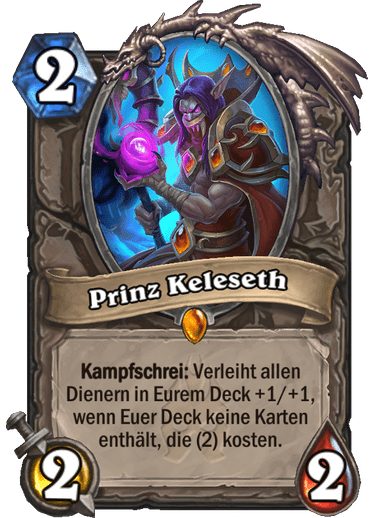 2
Prinz Keleseth
Kampfschrei: Verleiht allen
Dienern in Eurem Deck +1/+1,
wenn Euer Deck keine Karten
enthält, die (2) kosten.
2
2